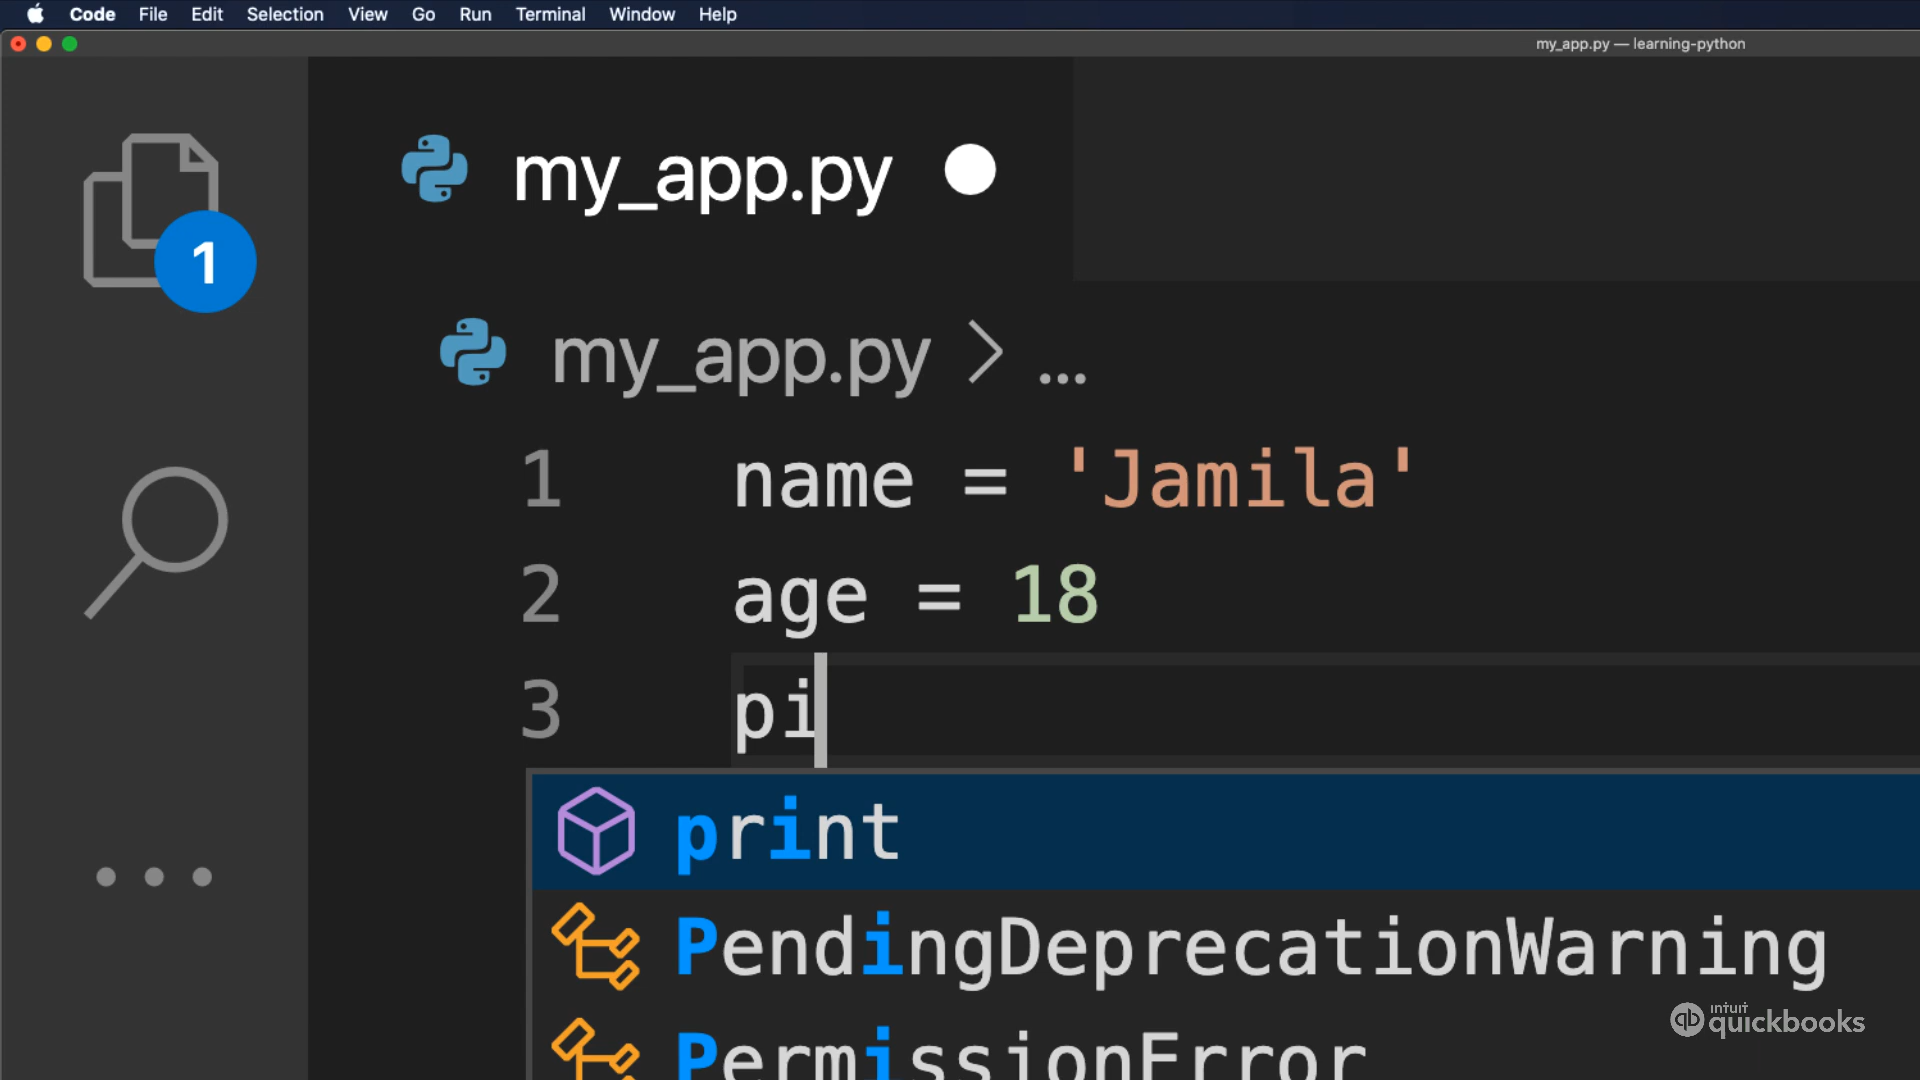 Code File Edit Selection View Go Run Terminal Window Help
my_app.py — learning-python
my_app.py
1
my_app.py > ...
1 name = 'Jamila'
2 age = 18
3 pi
print
PendingDeprecationWarning
PermissionError
qb intuit quickbooks